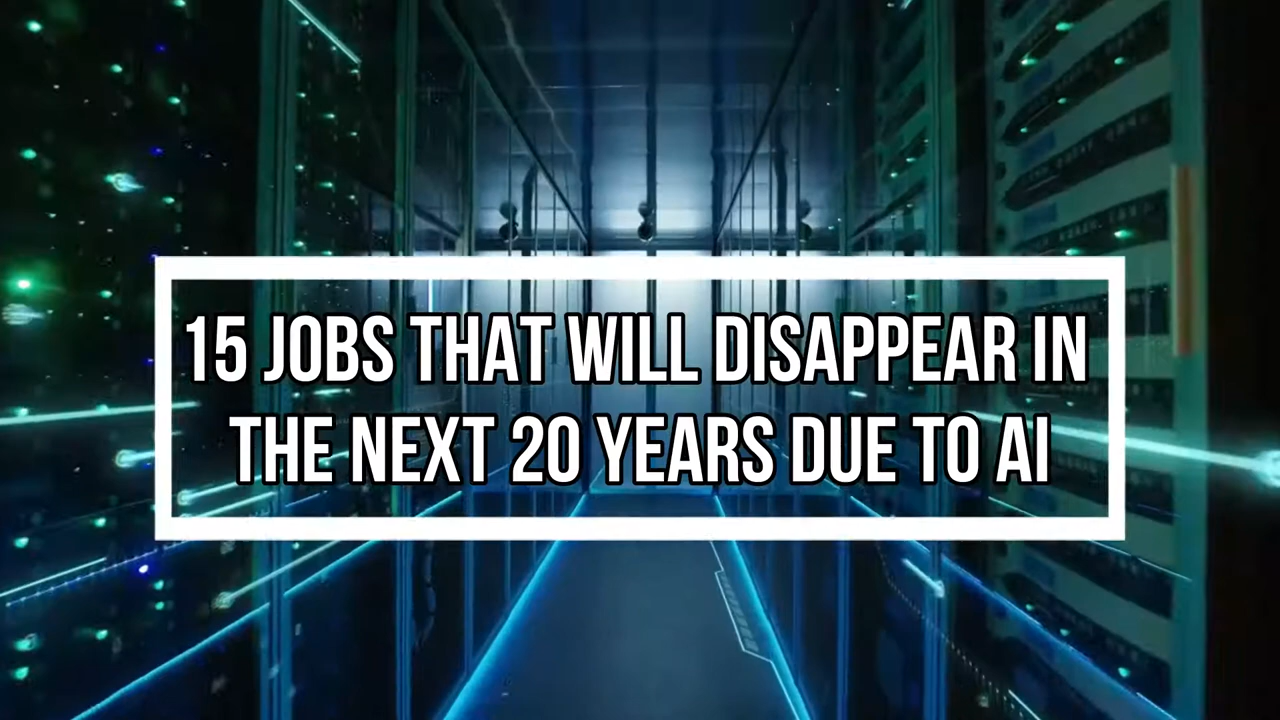 15 JOBS THAT WILL DISAPPEAR IN
THE NEXT 20 YEARS DUE TO AI